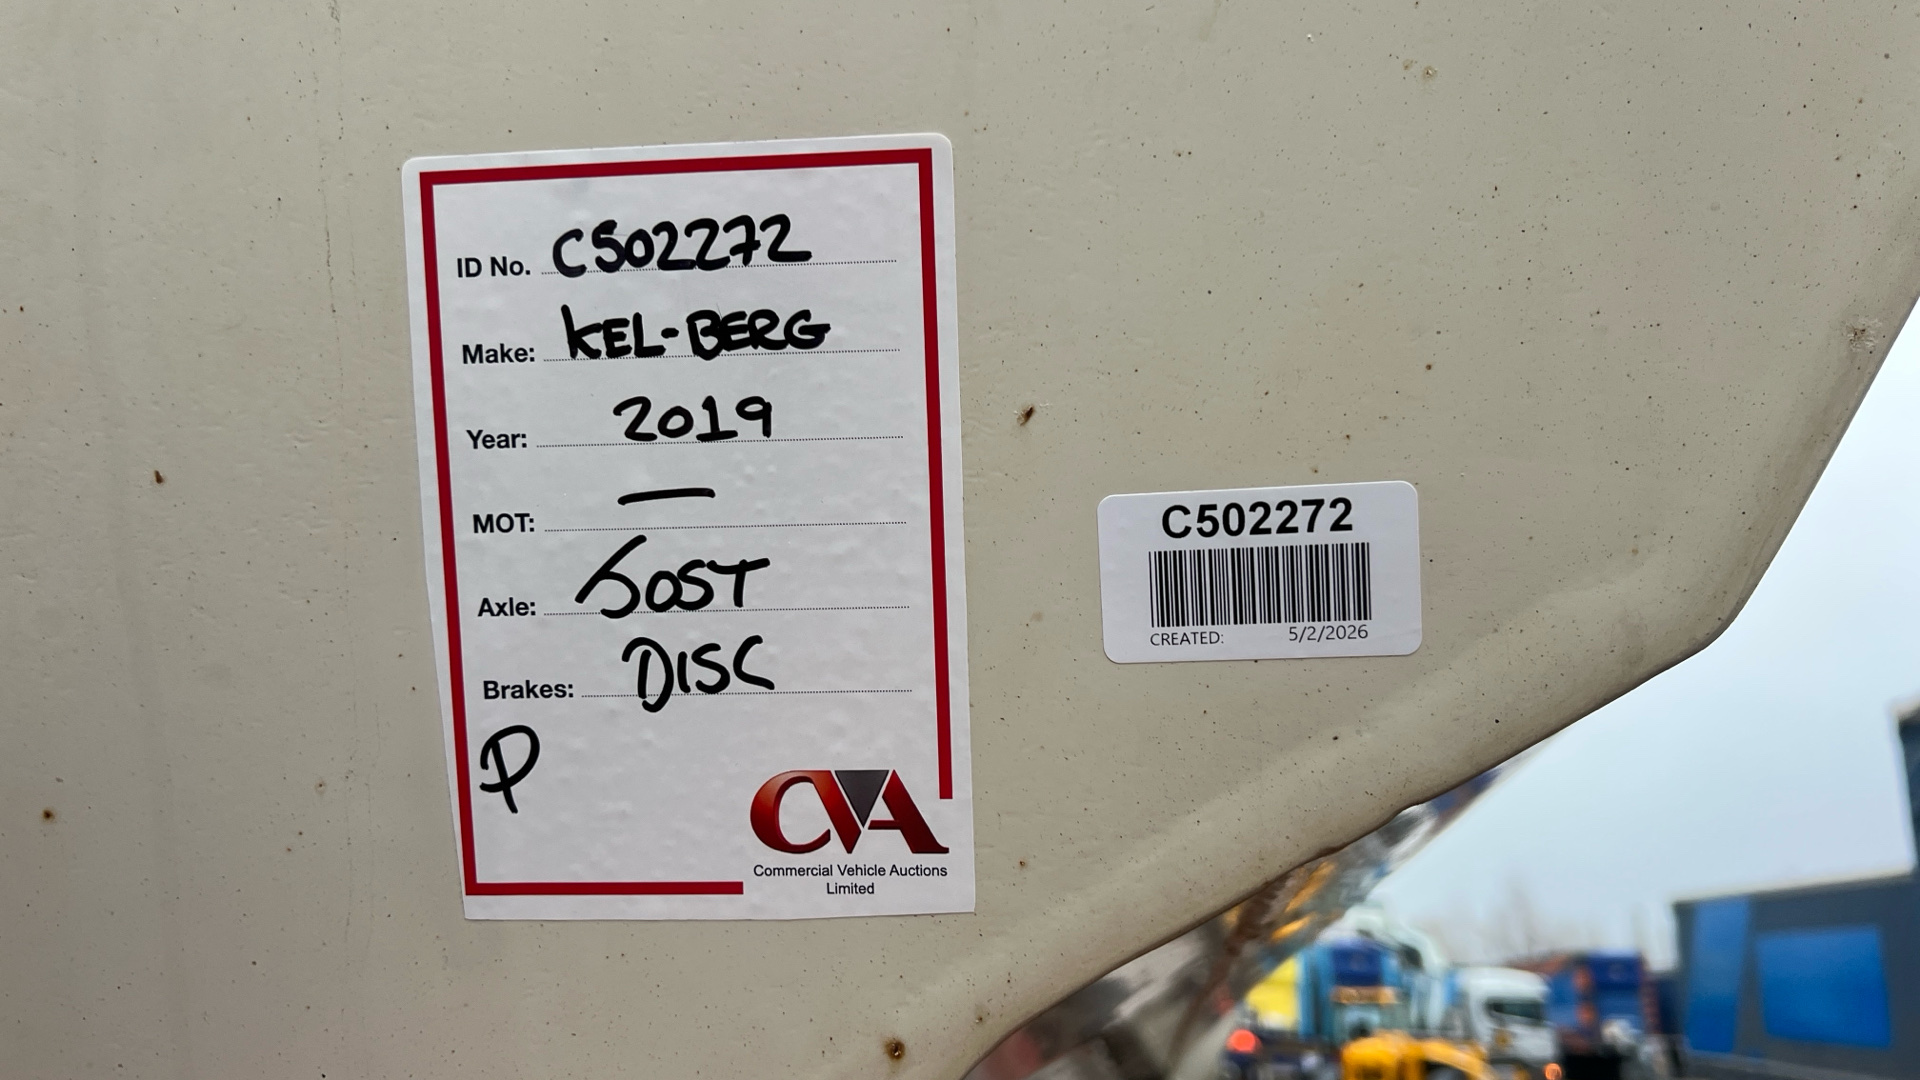 ID No. C502272
Make: KEL-BERG
Year: 2019
MOT: —
Axle: JOST
Brakes: DISC
P
CVA
Commercial Vehicle Auctions
Limited
C502272
CREATED: 5/2/2026